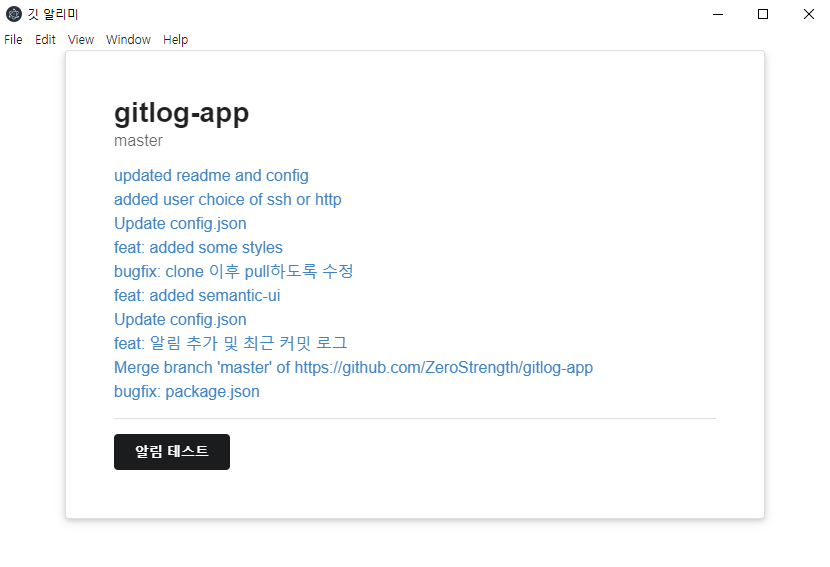 깃 알리미
File Edit View Window Help
gitlog-app
master
updated readme and config
added user choice of ssh or http
Update config.json
feat: added some styles
bugfix: clone 이후 pull하도록 수정
feat: added semantic-ui
Update config.json
feat: 알림 추가 및 최근 커밋 로그
Merge branch 'master' of https://github.com/ZeroStrength/gitlog-app
bugfix: package.json
알림 테스트